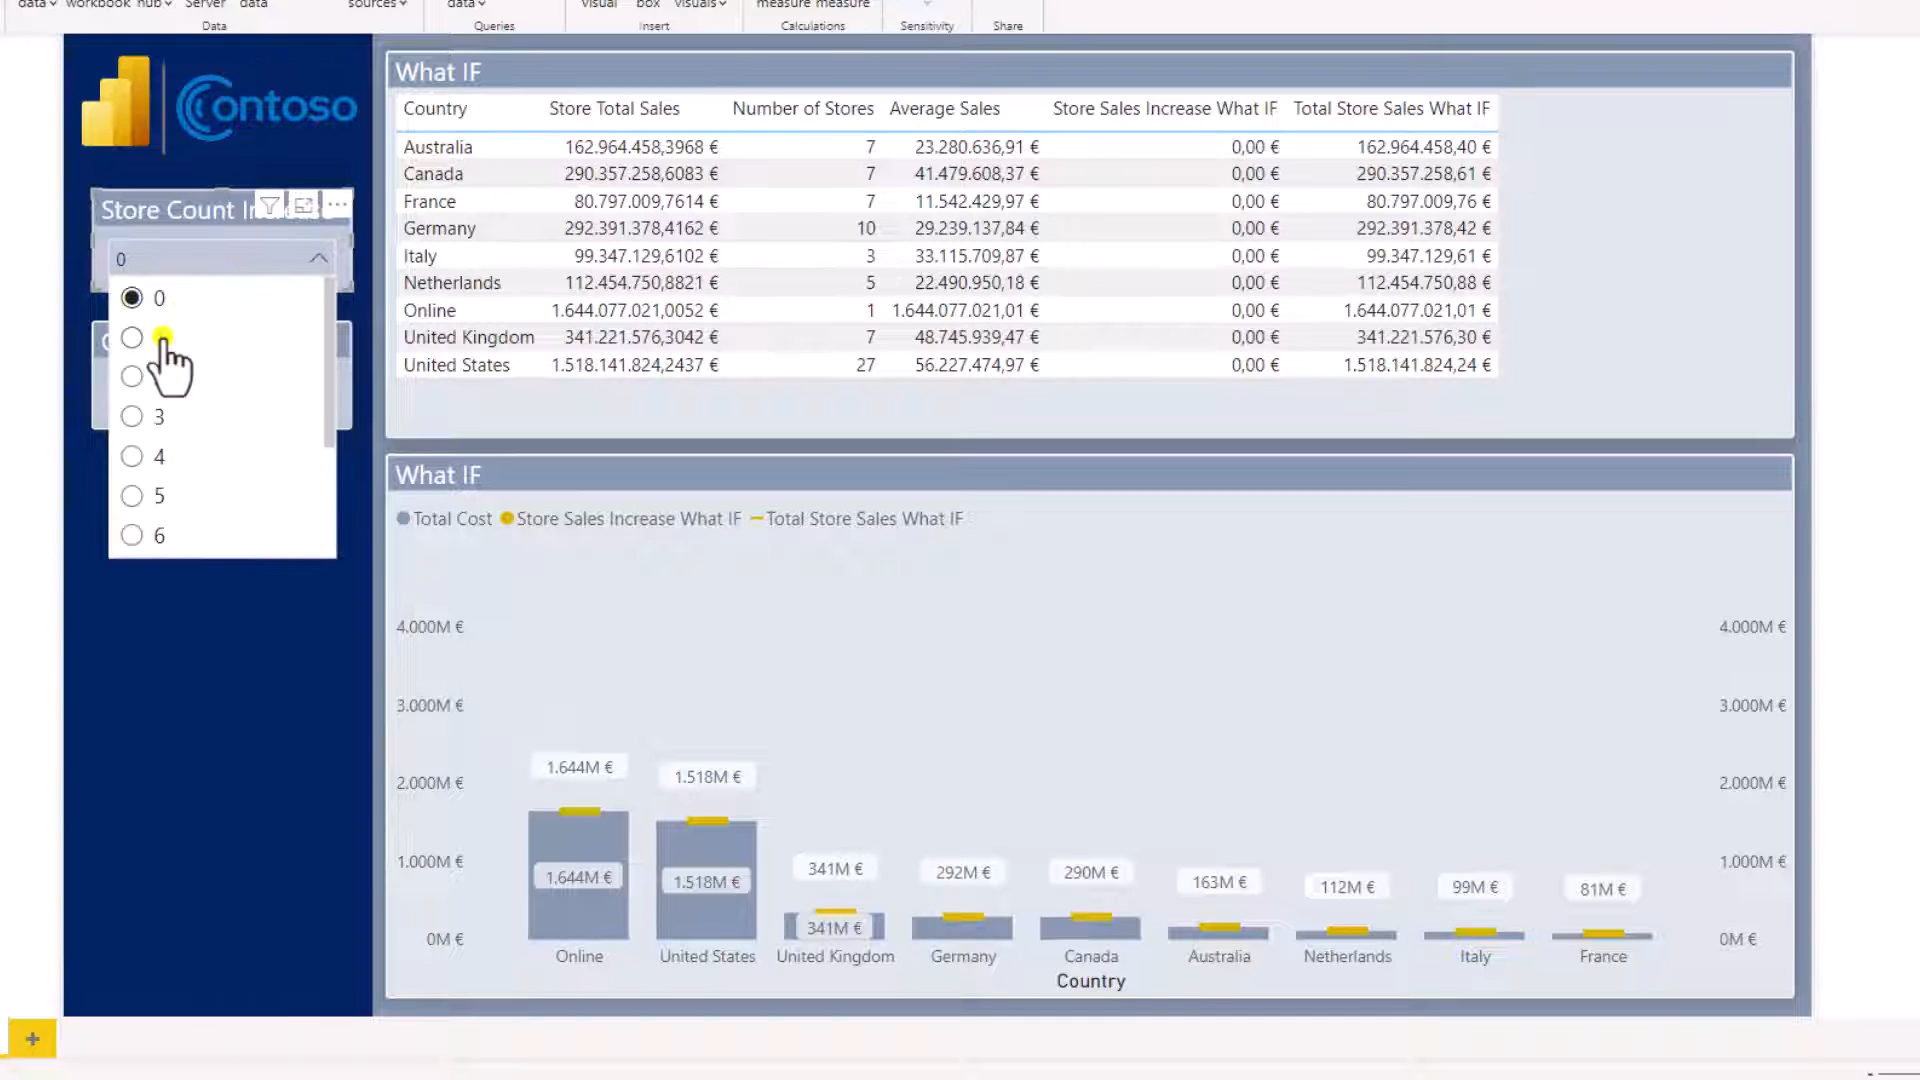 data workbook hub Server data sources data visual box visuals measure measure
Data Queries Insert Calculations Sensitivity Share
Contoso
Store Count In
0
0
3
4
5
6
What IF
Country Store Total Sales Number of Stores Average Sales Store Sales Increase What IF Total Store Sales What IF
Australia 162.964.458,3968 € 7 23.280.636,91 € 0,00 € 162.964.458,40 €
Canada 290.357.258,6083 € 7 41.479.608,37 € 0,00 € 290.357.258,61 €
France 80.797.009,7614 € 7 11.542.429,97 € 0,00 € 80.797.009,76 €
Germany 292.391.378,4162 € 10 29.239.137,84 € 0,00 € 292.391.378,42 €
Italy 99.347.129,6102 € 3 33.115.709,87 € 0,00 € 99.347.129,61 €
Netherlands 112.454.750,8821 € 5 22.490.950,18 € 0,00 € 112.454.750,88 €
Online 1.644.077.021,0052 € 1 1.644.077.021,01 € 0,00 € 1.644.077.021,01 €
United Kingdom 341.221.576,3042 € 7 48.745.939,47 € 0,00 € 341.221.576,30 €
United States 1.518.141.824,2437 € 27 56.227.474,97 € 0,00 € 1.518.141.824,24 €
What IF
Total Cost Store Sales Increase What IF Total Store Sales What IF
4.000M € 4.000M €
3.000M € 3.000M €
2.000M € 2.000M €
1.000M € 1.000M €
0M € 0M €
1.644M € 1.518M € 341M € 292M € 290M € 163M € 112M € 99M € 81M €
1.644M € 1.518M € 341M €
Online United States United Kingdom Germany Canada Australia Netherlands Italy France
Country
+